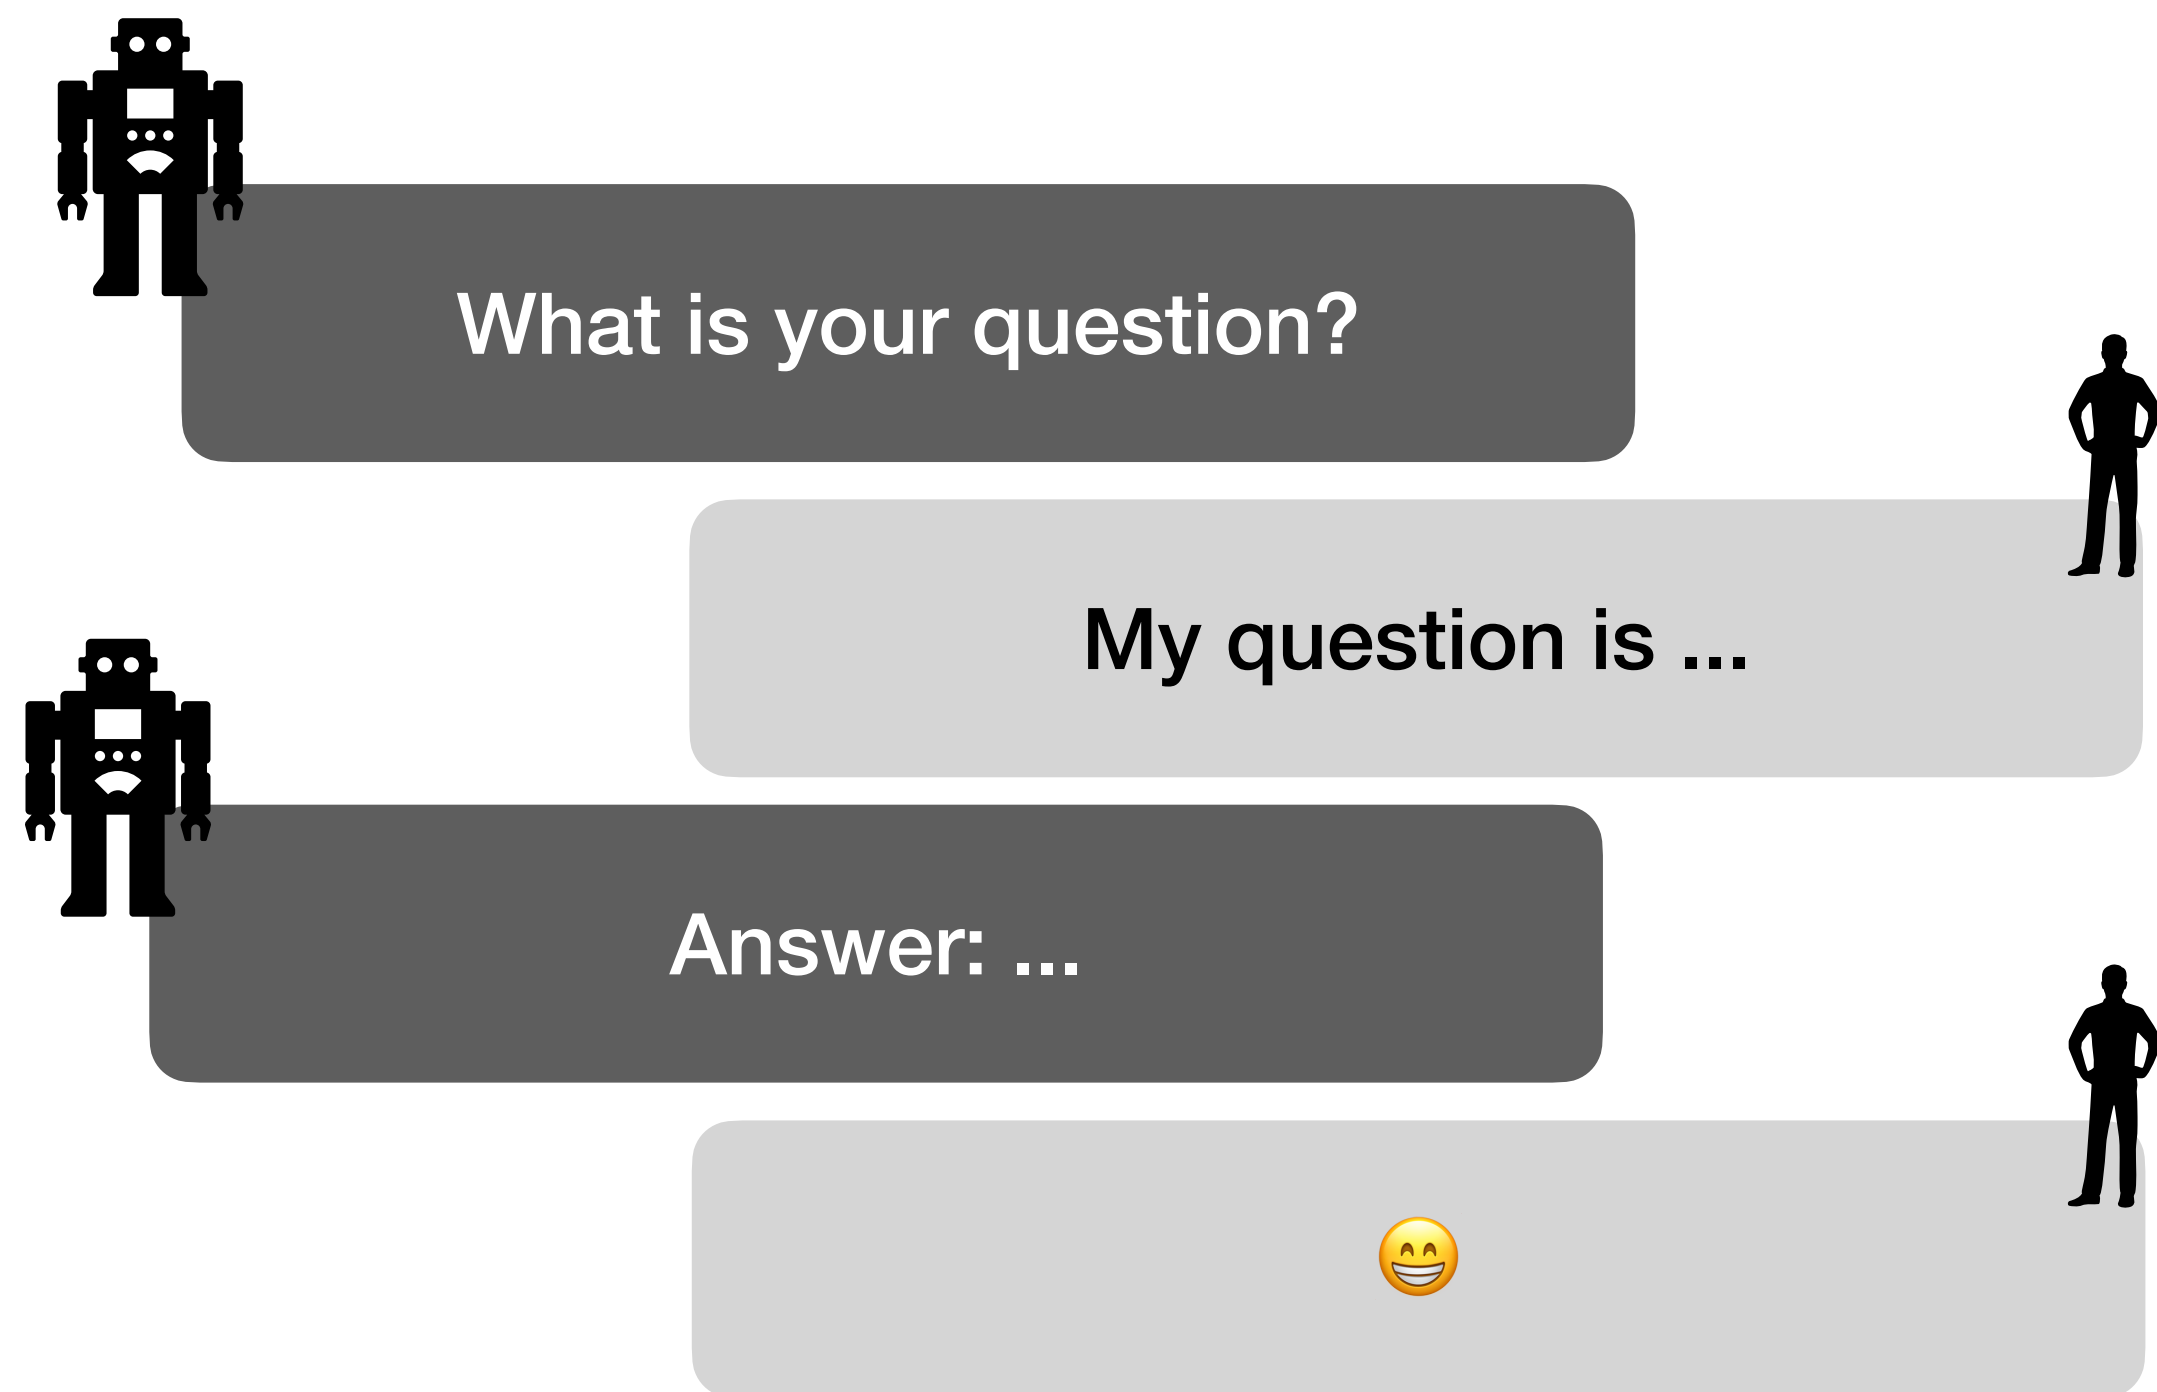 What is your question?
My question is ...
Answer: ...
😁